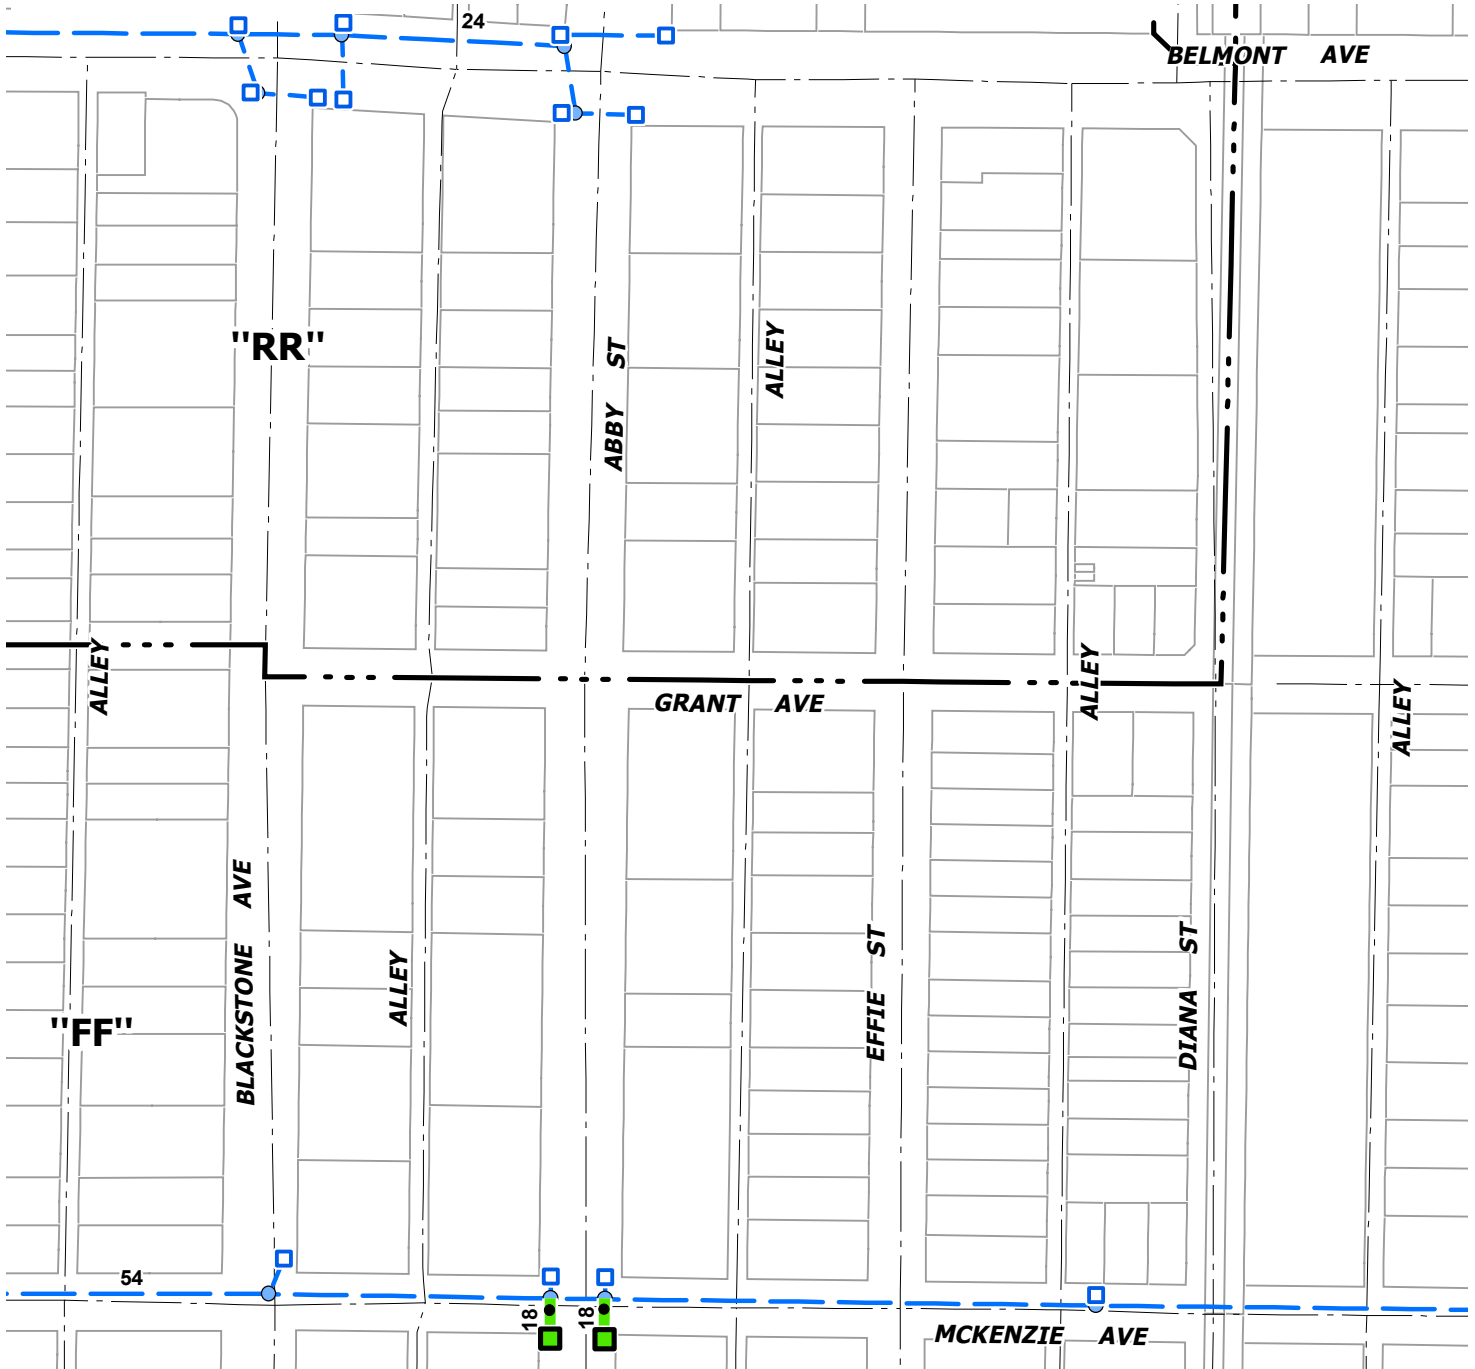 24
BELMONT AVE
"RR"
ABBY ST
ALLEY
ALLEY
GRANT AVE
ALLEY
ALLEY
BLACKSTONE AVE
ALLEY
EFFIE ST
DIANA ST
"FF"
54
18
18
MCKENZIE AVE